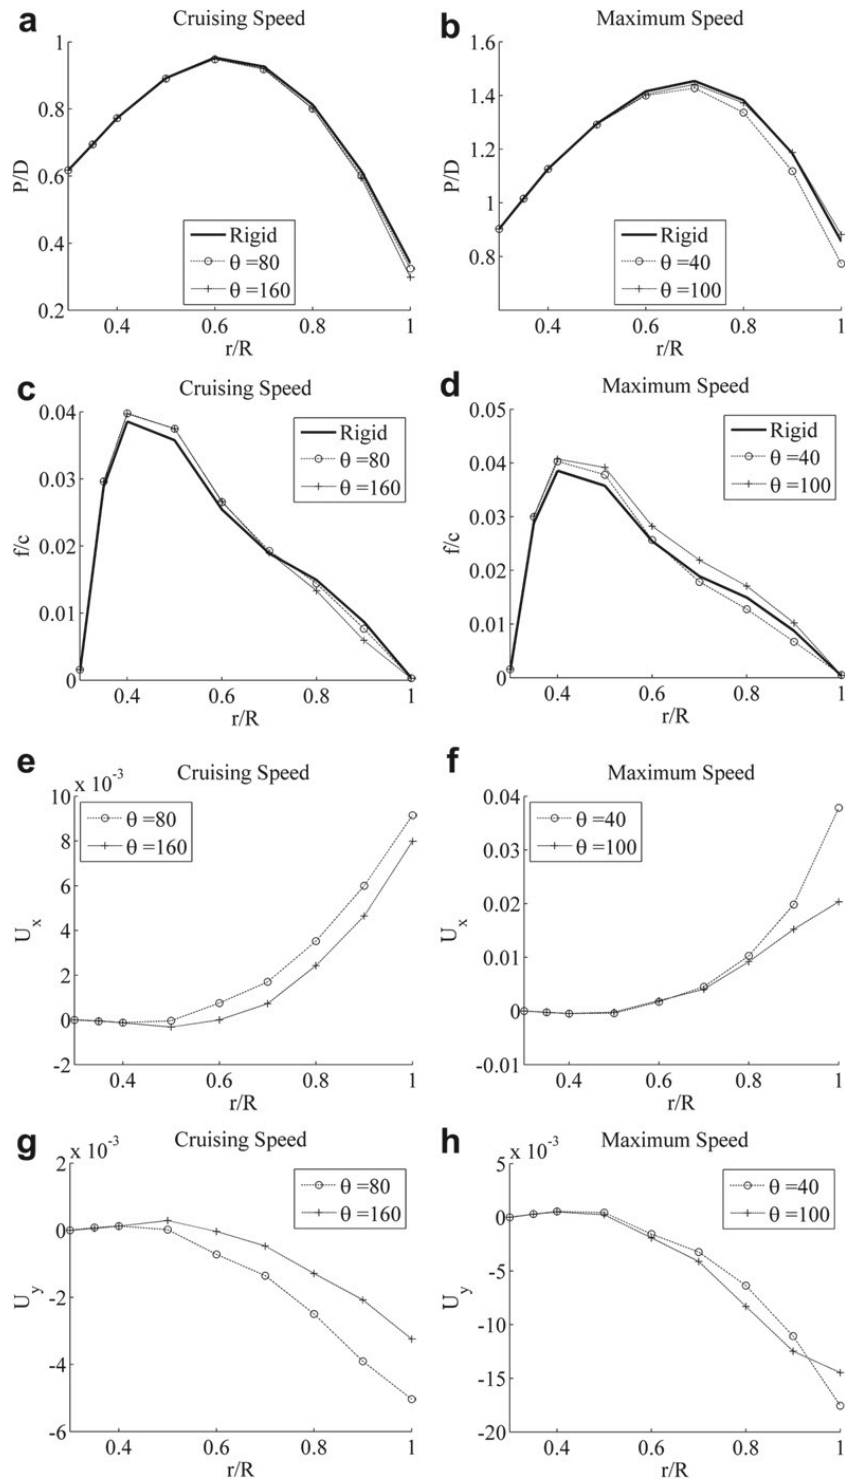 a
Cruising Speed
1
0.8
0.6
0.4
0.2
P/D
Rigid
θ =80
θ =160
0.4
0.6
0.8
1
r/R
b
Maximum Speed
1.6
1.4
1.2
1
0.8
P/D
Rigid
θ =40
θ =100
0.4
0.6
0.8
1
r/R
c
Cruising Speed
0.04
0.03
0.02
0.01
0
f/c
Rigid
θ =80
θ =160
0.4
0.6
0.8
1
r/R
d
Maximum Speed
0.05
0.04
0.03
0.02
0.01
0
f/c
Rigid
θ =40
θ =100
0.4
0.6
0.8
1
r/R
e
x 10⁻³
Cruising Speed
10
8
6
4
2
0
-2
Uₓ
θ =80
θ =160
0.4
0.6
0.8
1
r/R
f
Maximum Speed
0.04
0.03
0.02
0.01
0
-0.01
Uₓ
θ =40
θ =100
0.4
0.6
0.8
1
r/R
g
x 10⁻³
Cruising Speed
2
0
-2
-4
-6
U_y
θ =80
θ =160
0.4
0.6
0.8
1
r/R
h
x 10⁻³
Maximum Speed
5
0
-5
-10
-15
-20
U_y
θ =40
θ =100
0.4
0.6
0.8
1
r/R